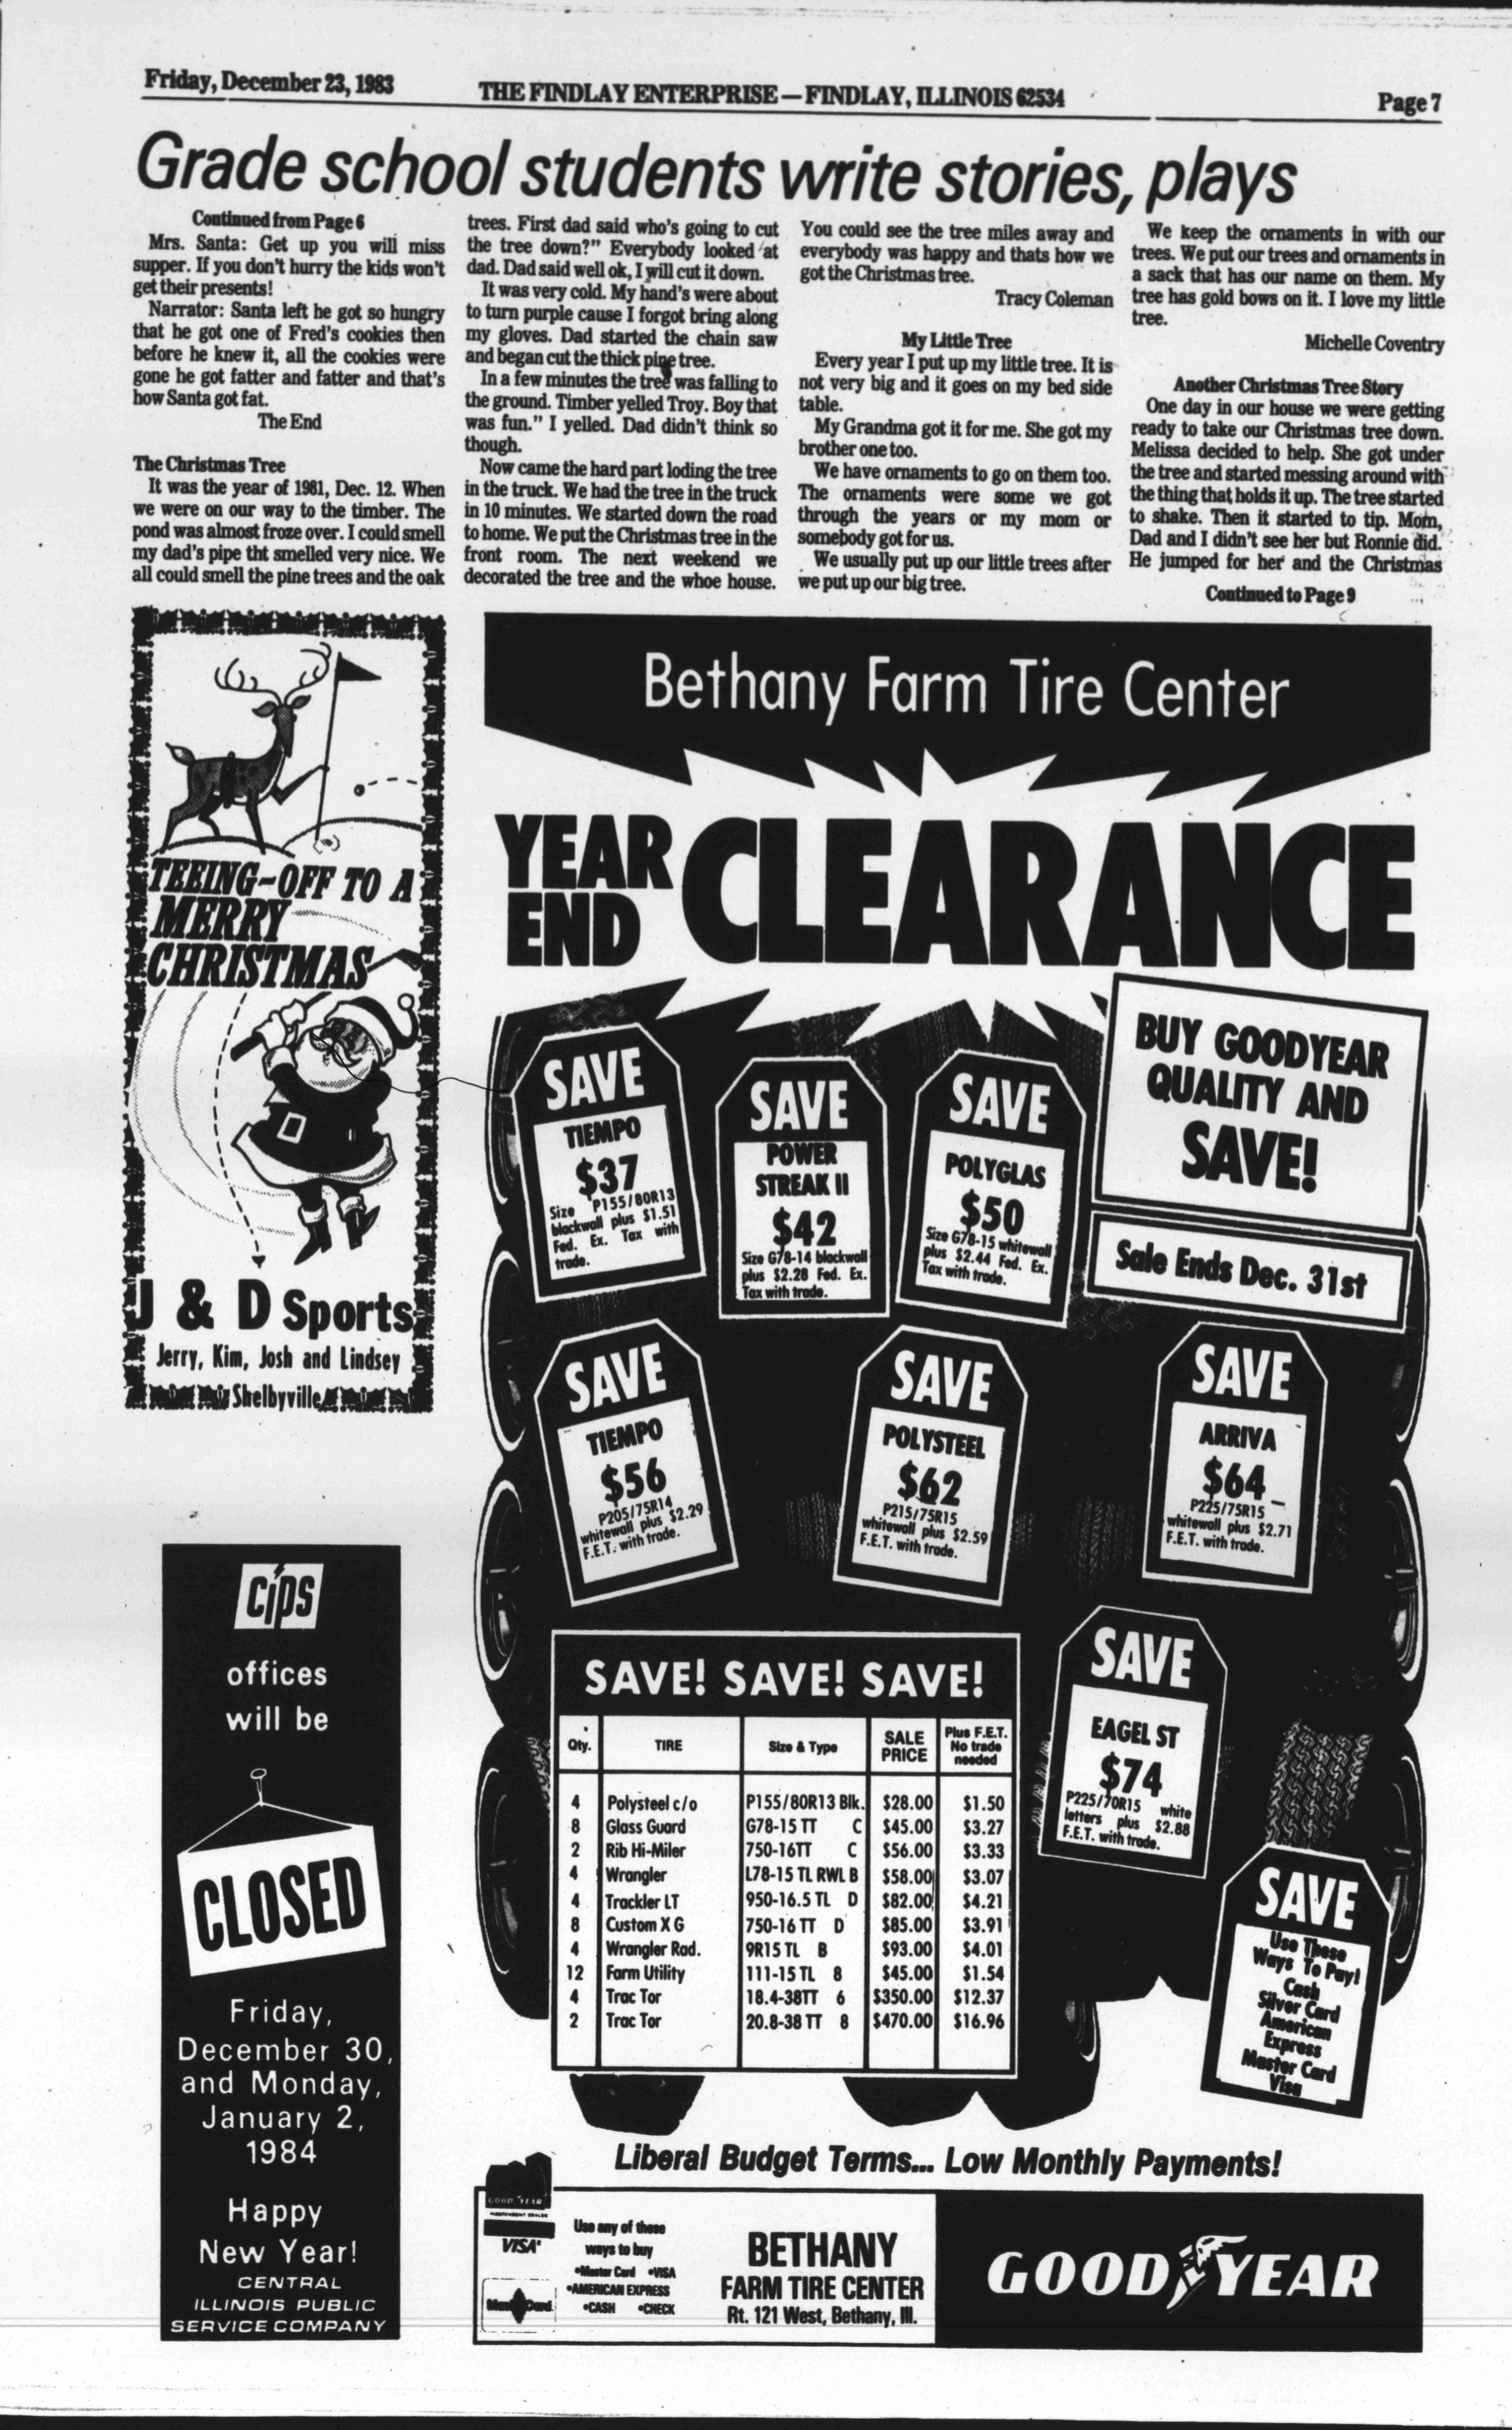 Friday, December 23, 1983
THE FINDLAY ENTERPRISE — FINDLAY, ILLINOIS 62534
Page 7
Grade school students write stories, plays
Continued from Page 6
Mrs. Santa: Get up you will miss
supper. If you don't hurry the kids won't
get their presents!
Narrator: Santa left he got so hungry
that he got one of Fred's cookies then
before he knew it, all the cookies were
gone he got fatter and fatter and that's
how Santa got fat.
The End
The Christmas Tree
It was the year of 1981, Dec. 12. When
we were on our way to the timber. The
pond was almost froze over. I could smell
my dad's pipe tht smelled very nice. We
all could smell the pine trees and the oak
trees. First dad said who's going to cut
the tree down?" Everybody looked at
dad. Dad said well ok, I will cut it down.
It was very cold. My hand's were about
to turn purple cause I forgot bring along
my gloves. Dad started the chain saw
and began cut the thick pine tree.
In a few minutes the tree was falling to
the ground. Timber yelled Troy. Boy that
was fun." I yelled. Dad didn't think so
though.
Now came the hard part loding the tree
in the truck. We had the tree in the truck
in 10 minutes. We started down the road
to home. We put the Christmas tree in the
front room. The next weekend we
decorated the tree and the whoe house.
You could see the tree miles away and
everybody was happy and thats how we
got the Christmas tree.
Tracy Coleman
My Little Tree
Every year I put up my little tree. It is
not very big and it goes on my bed side
table.
My Grandma got it for me. She got my
brother one too.
We have ornaments to go on them too.
The ornaments were some we got
through the years or my mom or
somebody got for us.
We usually put up our little trees after
we put up our big tree.
We keep the ornaments in with our
trees. We put our trees and ornaments in
a sack that has our name on them. My
tree has gold bows on it. I love my little
tree.
Michelle Coventry
Another Christmas Tree Story
One day in our house we were getting
ready to take our Christmas tree down.
Melissa decided to help. She got under
the tree and started messing around with
the thing that holds it up. The tree started
to shake. Then it started to tip. Mom,
Dad and I didn't see her but Ronnie did.
He jumped for her and the Christmas
Continued to Page 9
TEEING-OFF TO A
MERRY
CHRISTMAS
J & D Sports
Jerry, Kim, Josh and Lindsey
Shelbyville
cips
offices
will be
CLOSED
Friday,
December 30,
and Monday,
January 2,
1984
Happy
New Year!
CENTRAL
ILLINOIS PUBLIC
SERVICE COMPANY
Bethany Farm Tire Center
YEAR
END
CLEARANCE
SAVE
TIEMPO
$37
Size P155/80R13
blackwall plus $1.51
Fed. Ex. Tax with
trade.
SAVE
POWER
STREAK II
$42
Size G78-14 blackwall
plus $2.28 Fed. Ex.
Tax with trade.
SAVE
POLYGLAS
$50
Size G78-15 whitewall
plus $2.44 Fed. Ex.
Tax with trade.
BUY GOODYEAR
QUALITY AND
SAVE!
Sale Ends Dec. 31st
SAVE
TIEMPO
$56
P205/75R14
whitewall plus $2.29
F.E.T. with trade.
SAVE
POLYSTEEL
$62
P215/75R15
whitewall plus $2.59
F.E.T. with trade.
SAVE
ARRIVA
$64
P225/75R15
whitewall plus $2.71
F.E.T. with trade.
SAVE
EAGEL ST
$74
P225/70R15 white
letters plus $2.88
F.E.T. with trade.
SAVE! SAVE! SAVE!
Qty. TIRE Size & Type SALE PRICE Plus F.E.T. No trade needed
4 Polysteel c/o P155/80R13 Blk. $28.00 $1.50
8 Glass Guard G78-15 TT C $45.00 $3.27
2 Rib Hi-Miler 750-16TT C $56.00 $3.33
4 Wrangler L78-15 TL RWL B $58.00 $3.07
4 Trackler LT 950-16.5 TL D $82.00 $4.21
8 Custom X G 750-16 TT D $85.00 $3.91
4 Wrangler Rad. 9R15 TL B $93.00 $4.01
12 Farm Utility 111-15 TL 8 $45.00 $1.54
4 Trac Tor 18.4-38TT 6 $350.00 $12.37
2 Trac Tor 20.8-38 TT 8 $470.00 $16.96
SAVE
Use These
Ways To Pay!
Cash
Silver Card
American
Express
Master Card
Visa
Liberal Budget Terms... Low Monthly Payments!
GOODYEAR
VISA
Use any of these
ways to buy
•Master Card •VISA
•AMERICAN EXPRESS
•CASH •CHECK
BETHANY
FARM TIRE CENTER
Rt. 121 West, Bethany, Ill.
GOODYEAR